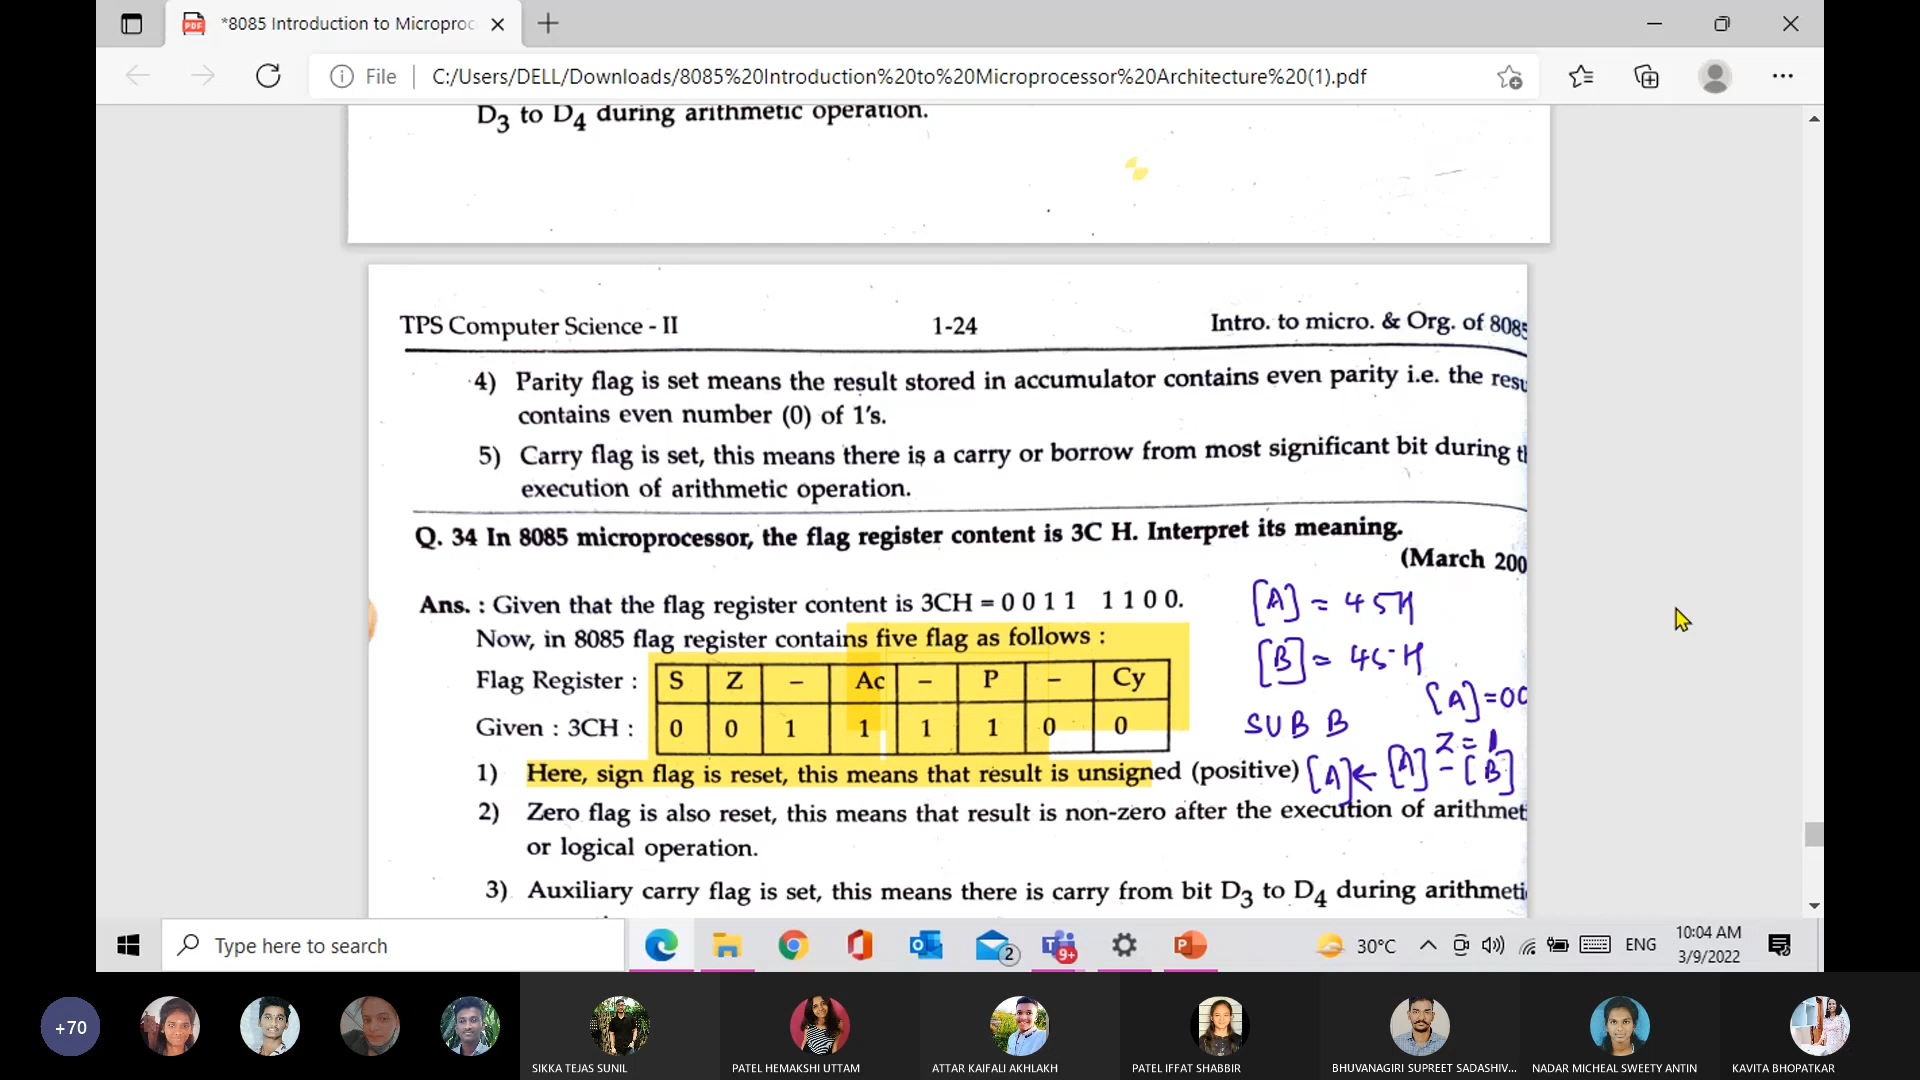 *8085 Introduction to Microproc
File
C:/Users/DELL/Downloads/8085%20Introduction%20to%20Microprocessor%20Architecture%20(1).pdf
D3 to D4 during arithmetic operation.
TPS Computer Science - II 1-24 Intro. to micro. & Org. of 8085
4) Parity flag is set means the result stored in accumulator contains even parity i.e. the resu
contains even number (0) of 1's.
5) Carry flag is set, this means there is a carry or borrow from most significant bit during t
execution of arithmetic operation.
Q. 34 In 8085 microprocessor, the flag register content is 3C H. Interpret its meaning.
(March 200
Ans. : Given that the flag register content is 3CH = 0 0 1 1 1 1 0 0.
[A] = 45H
Now, in 8085 flag register contains five flag as follows :
[B] = 45H
Flag Register : S Z – Ac – P – Cy
[A]=00
Given : 3CH : 0 0 1 1 1 1 0 0
SUB B
Z = 1
1) Here, sign flag is reset, this means that result is unsigned (positive)
[A]← [A] - [B]
2) Zero flag is also reset, this means that result is non-zero after the execution of arithmet
or logical operation.
3) Auxiliary carry flag is set, this means there is carry from bit D3 to D4 during arithmeti
Type here to search
2
9+
30°C
ENG
10:04 AM
3/9/2022
+70
SIKKA TEJAS SUNIL
PATEL HEMAKSHI UTTAM
ATTAR KAIFALI AKHLAKH
PATEL IFFAT SHABBIR
BHUVANAGIRI SUPREET SADASHIV...
NADAR MICHEAL SWEETY ANTIN
KAVITA BHOPATKAR